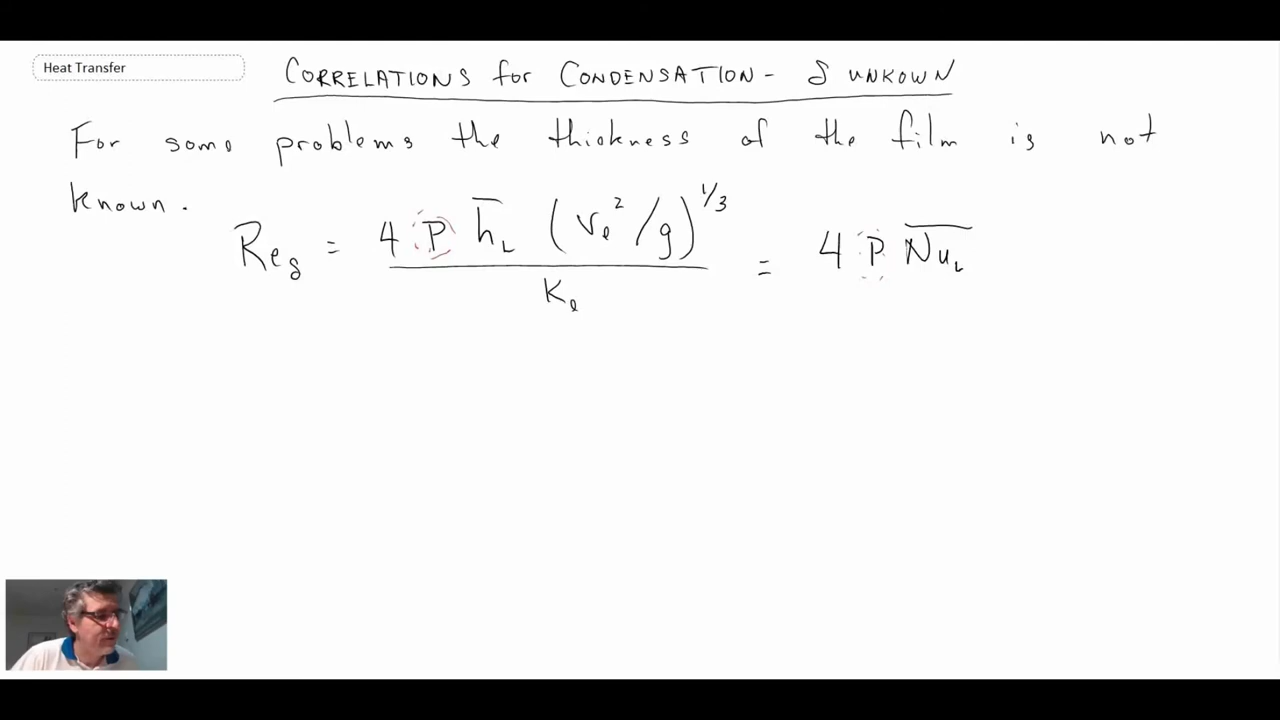 Heat Transfer
CORRELATIONS for CONDENSATION - δ UNKOWN
For some problems the thickness of the film is not
known.
Re_δ = 4 P h̄_L (ν_ℓ²/g)^1/3 / k_ℓ = 4 P N̅u̅_L